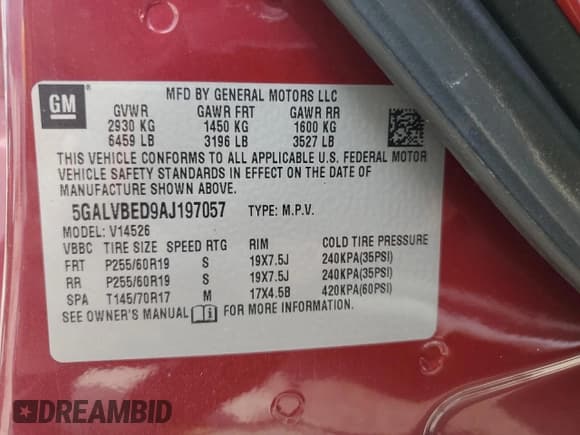 GM
MFD BY GENERAL MOTORS LLC
GVWR GAWR FRT GAWR RR
2930 KG 1450 KG 1600 KG
6459 LB 3196 LB 3527 LB
THIS VEHICLE CONFORMS TO ALL APPLICABLE U.S. FEDERAL MOTOR
VEHICLE SAFETY STANDARDS IN EFFECT ON THE DATE OF
MANUFACTURE SHOWN ABOVE.
5GALVBED9AJ197057 TYPE: M.P.V.
MODEL: V14526
VBBC TIRE SIZE SPEED RTG RIM COLD TIRE PRESSURE
FRT P255/60R19 S 19X7.5J 240KPA(35PSI)
RR P255/60R19 S 19X7.5J 240KPA(35PSI)
SPA T145/70R17 M 17X4.5B 420KPA(60PSI)
SEE OWNER'S MANUAL FOR MORE INFORMATION.
DREAMBID